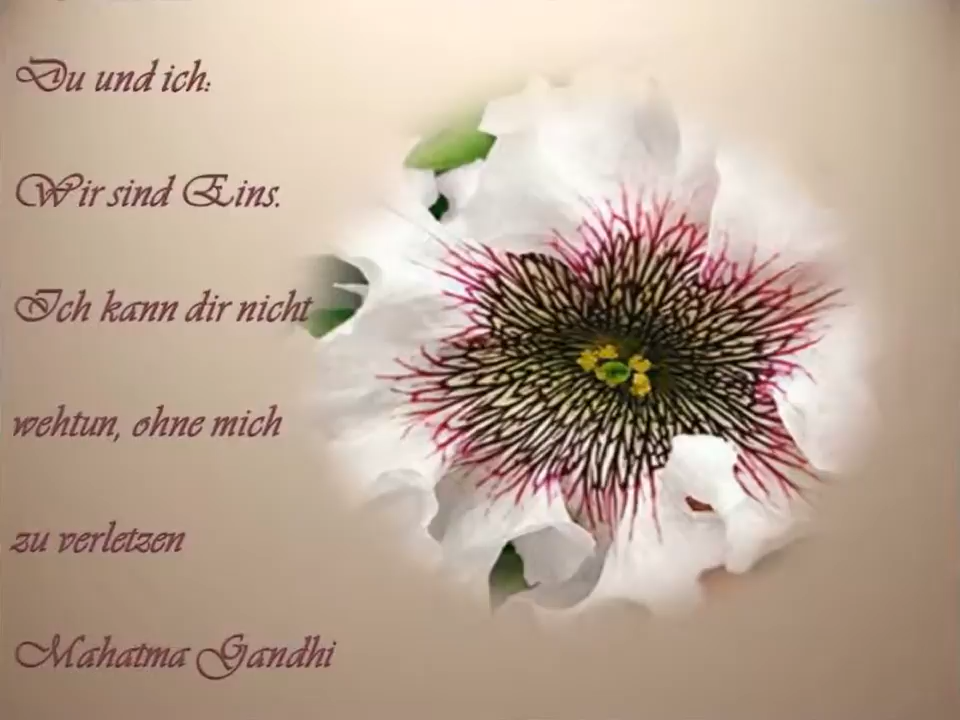 Du und ich:
Wir sind Eins.
Ich kann dir nicht
wehtun, ohne mich
zu verletzen
Mahatma Gandhi